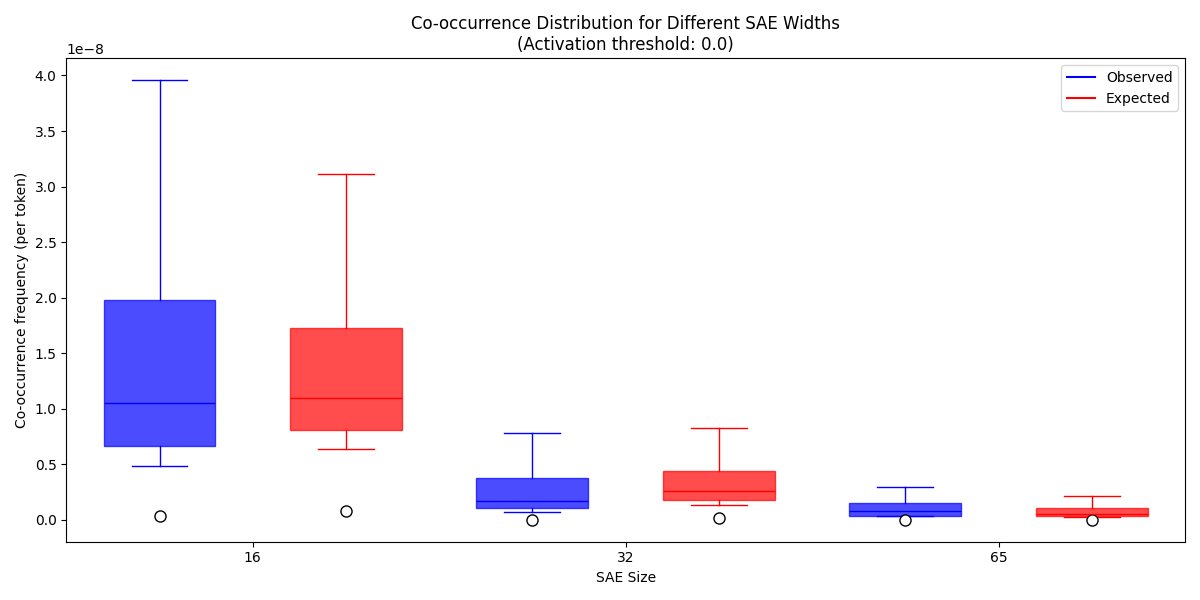 Co-occurrence Distribution for Different SAE Widths
(Activation threshold: 0.0)
1e−8
4.0
3.5
3.0
2.5
2.0
1.5
1.0
0.5
0.0
Co-occurrence frequency (per token)
Observed
Expected
16
32
65
SAE Size